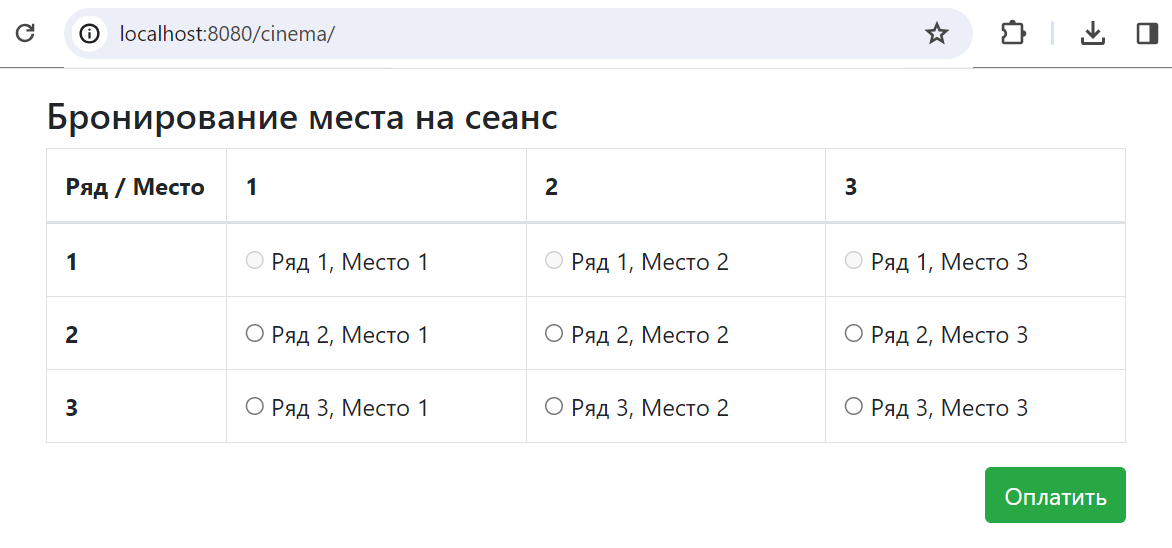 localhost:8080/cinema/
Бронирование места на сеанс
Ряд / Место 1 2 3
1 Ряд 1, Место 1 Ряд 1, Место 2 Ряд 1, Место 3
2 Ряд 2, Место 1 Ряд 2, Место 2 Ряд 2, Место 3
3 Ряд 3, Место 1 Ряд 3, Место 2 Ряд 3, Место 3
Оплатить